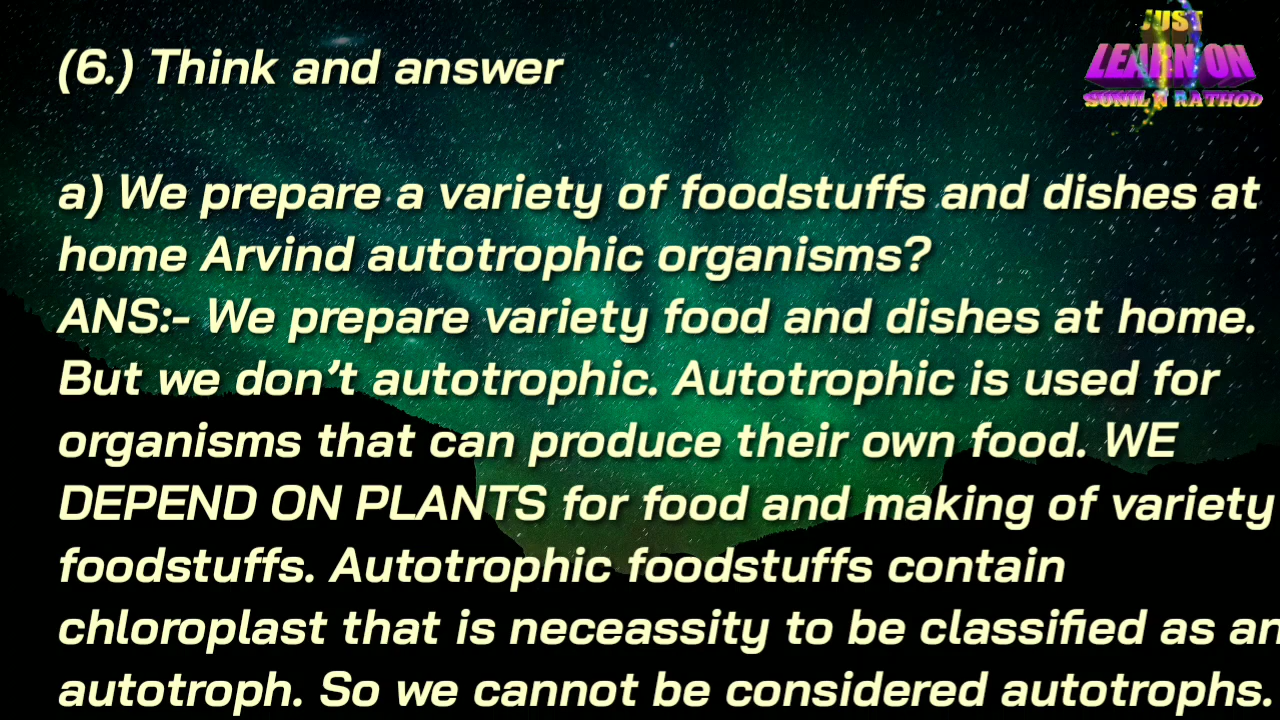 JUST
LEARN ON
SUNIL N RATHOD
(6.) Think and answer
a) We prepare a variety of foodstuffs and dishes at
home Arvind autotrophic organisms?
ANS:- We prepare variety food and dishes at home.
But we don’t autotrophic. Autotrophic is used for
organisms that can produce their own food. WE
DEPEND ON PLANTS for food and making of variety
foodstuffs. Autotrophic foodstuffs contain
chloroplast that is neceassity to be classified as an
autotroph. So we cannot be considered autotrophs.